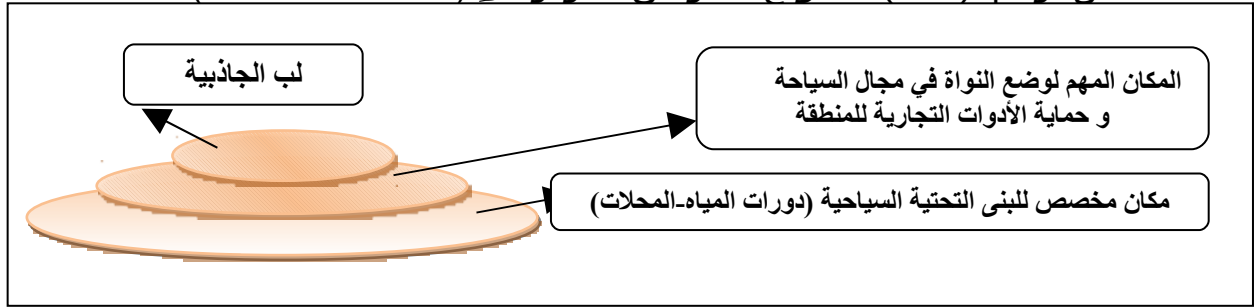 لب الجاذبية
المكان المهم لوضع النواة في مجال السياحة
و حماية الأدوات التجارية للمنطقة
مكان مخصص للبنى التحتية السياحية (دورات المياه-المحلات)